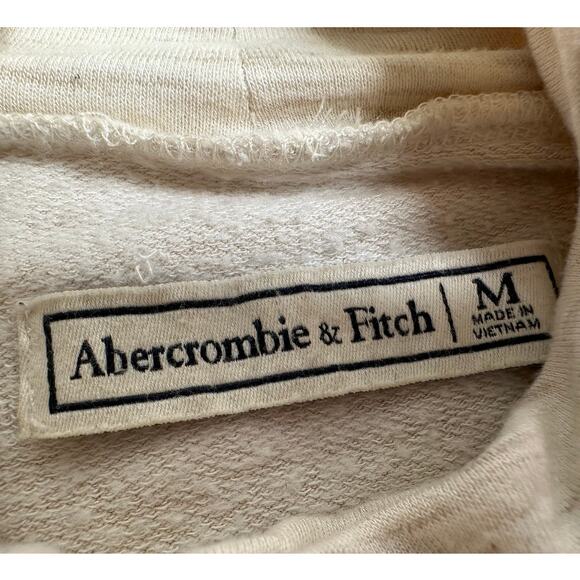 Abercrombie & Fitch
M
MADE IN
VIETNAM